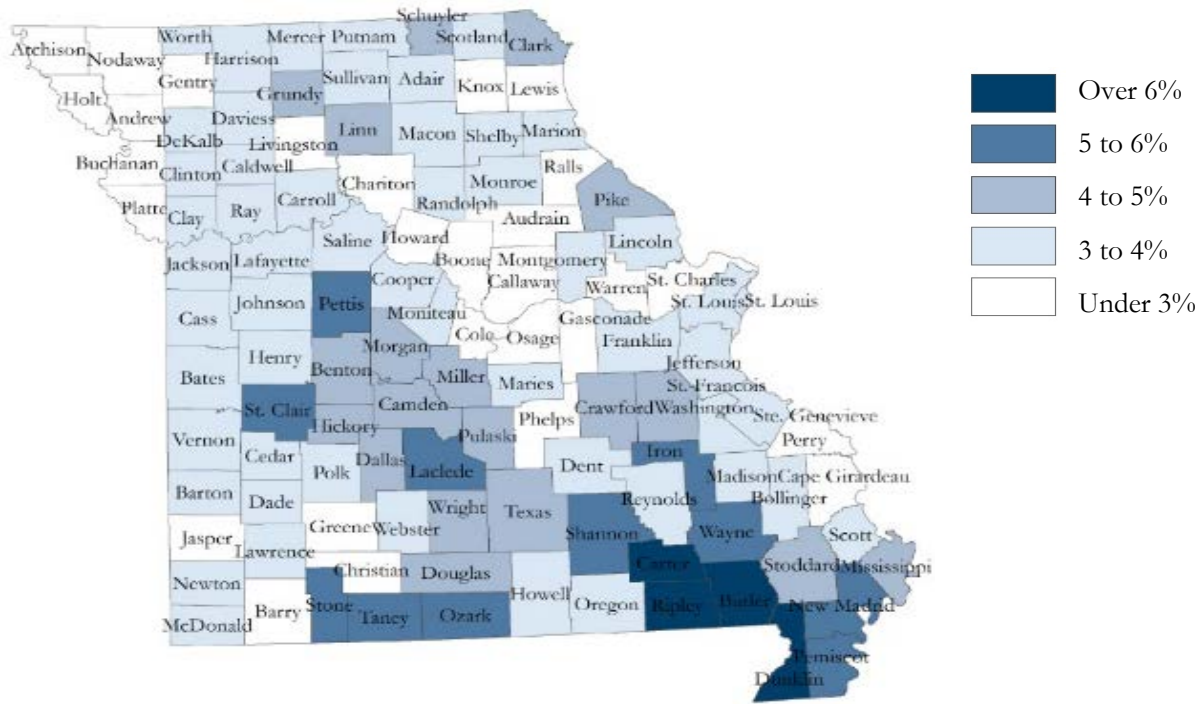 Schuyler
Atchison
Nodaway
Worth
Harrison
Mercer
Putnam
Scotland
Clark
Gentry
Sullivan
Adair
Knox
Lewis
Holt
Grundy
Andrew
DeKalb
Daviess
Livingston
Linn
Macon
Shelby
Marion
Buchanan
Clinton
Caldwell
Chariton
Monroe
Ralls
Platte
Clay
Ray
Carroll
Randolph
Audrain
Pike
Saline
Howard
Boone
Montgomery
Lincoln
Jackson
Lafayette
Cooper
Callaway
Warren
St. Charles
St. Louis
St. Louis
Johnson
Pettis
Moniteau
Cass
Cole
Osage
Gasconade
Franklin
Jefferson
Henry
Morgan
Benton
Miller
Maries
Bates
St. Francois
St. Clair
Camden
Crawford
Washington
Ste. Genevieve
Hickory
Phelps
Pulaski
Perry
Vernon
Cedar
Polk
Dallas
Laclede
Dent
Iron
Madison
Cape Girardeau
Bollinger
Barton
Dade
Reynolds
Jasper
Greene
Webster
Wright
Texas
Shannon
Wayne
Scott
Lawrence
Carter
Stoddard
Mississippi
Newton
Christian
Douglas
Howell
Oregon
Ripley
Butler
New Madrid
McDonald
Barry
Stone
Taney
Ozark
Pemiscot
Dunklin
Over 6%
5 to 6%
4 to 5%
3 to 4%
Under 3%